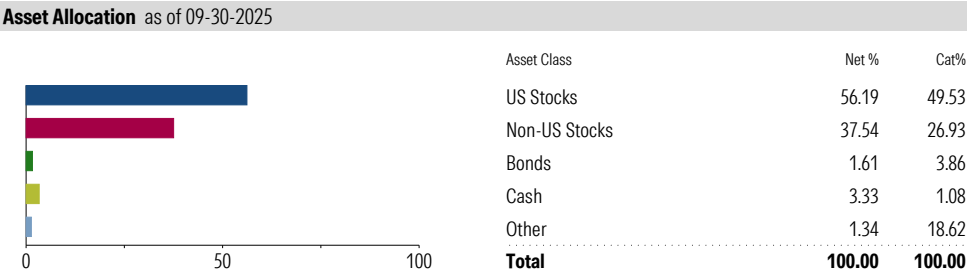 Asset Allocation as of 09-30-2025
Asset Class Net % Cat%
US Stocks 56.19 49.53
Non-US Stocks 37.54 26.93
Bonds 1.61 3.86
Cash 3.33 1.08
Other 1.34 18.62
Total 100.00 100.00
0 50 100